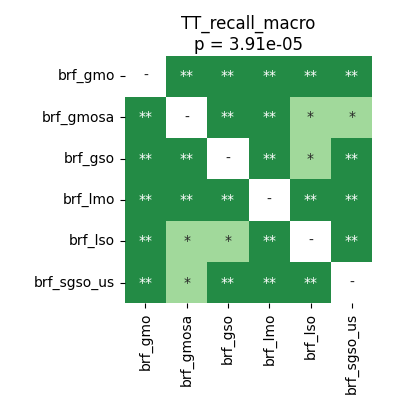 TT_recall_macro
p = 3.91e-05
brf_gmo - ** ** ** ** **
brf_gmosa ** - ** ** * *
brf_gso ** ** - ** * **
brf_lmo ** ** ** - ** **
brf_lso ** * * ** - **
brf_sgso_us ** * ** ** ** -
brf_gmo
brf_gmosa
brf_gso
brf_lmo
brf_lso
brf_sgso_us